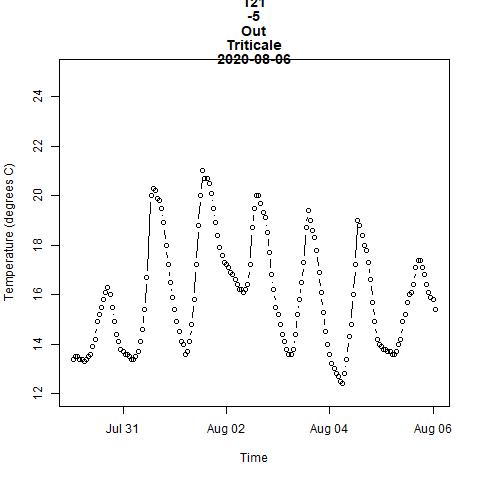 121
-5
Out
Triticale
2020-08-06
Temperature (degrees C)
24
22
20
18
16
14
12
Jul 31
Aug 02
Aug 04
Aug 06
Time